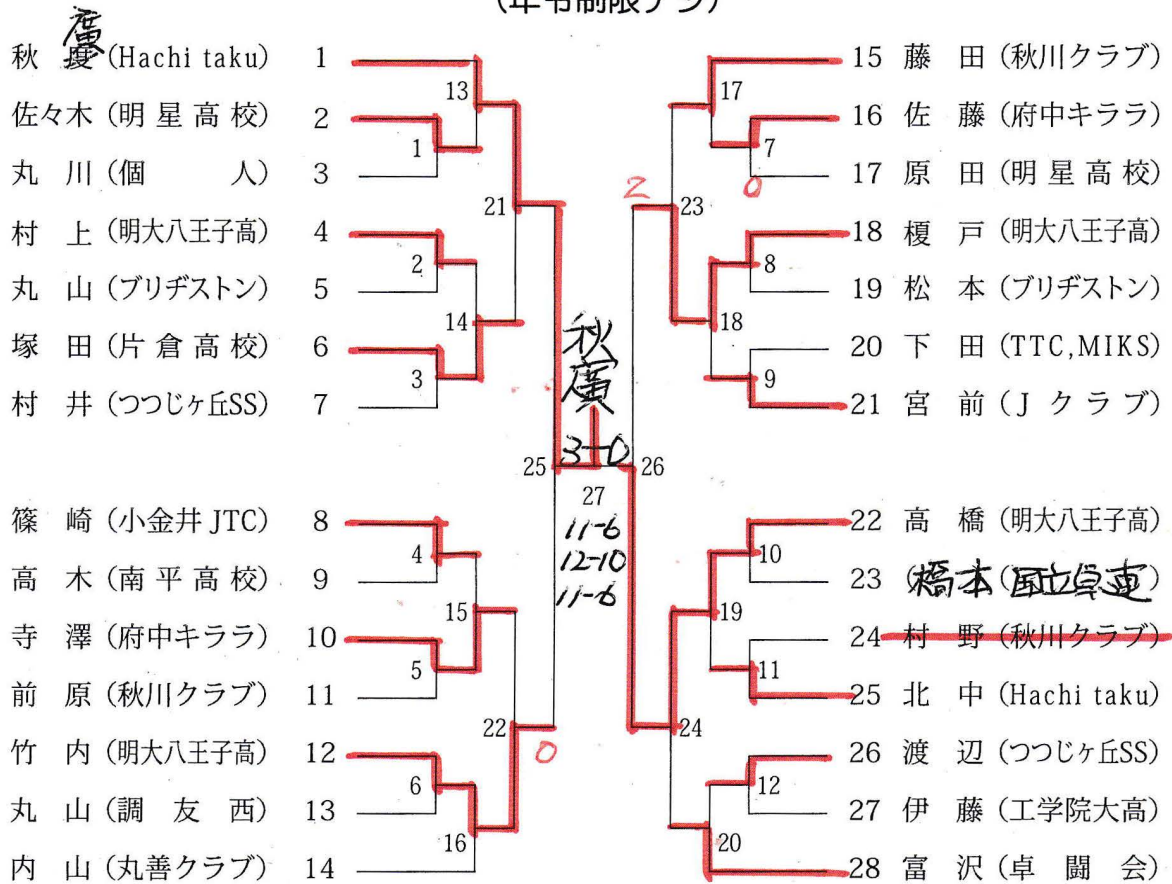 (年令制限ナシ)
廣
秋 度 (Hachi taku) 1
佐々木 (明星高校) 2
丸 川 (個 人) 3
村 上 (明大八王子高) 4
丸 山 (ブリヂストン) 5
塚 田 (片倉高校) 6
村 井 (つつじヶ丘SS) 7
篠 崎 (小金井JTC) 8
高 木 (南平高校) 9
寺 澤 (府中キララ) 10
前 原 (秋川クラブ) 11
竹 内 (明大八王子高) 12
丸 山 (調友西) 13
内 山 (丸善クラブ) 14
13
1
21
2
14
3
25
4
15
5
22
0
6
16
秋廣
3-0
27
11-6
12-10
11-6
17
7
0
2
23
8
18
9
26
10
19
11
24
12
20
15 藤 田 (秋川クラブ)
16 佐 藤 (府中キララ)
17 原 田 (明星高校)
18 榎 戸 (明大八王子高)
19 松 本 (ブリヂストン)
20 下 田 (TTC,MIKS)
21 宮 前 (Jクラブ)
22 高 橋 (明大八王子高)
23 (橋本 国立卓連)
24 村 野 (秋川クラブ)
25 北 中 (Hachi taku)
26 渡 辺 (つつじヶ丘SS)
27 伊 藤 (工学院大高)
28 富 沢 (卓闘会)